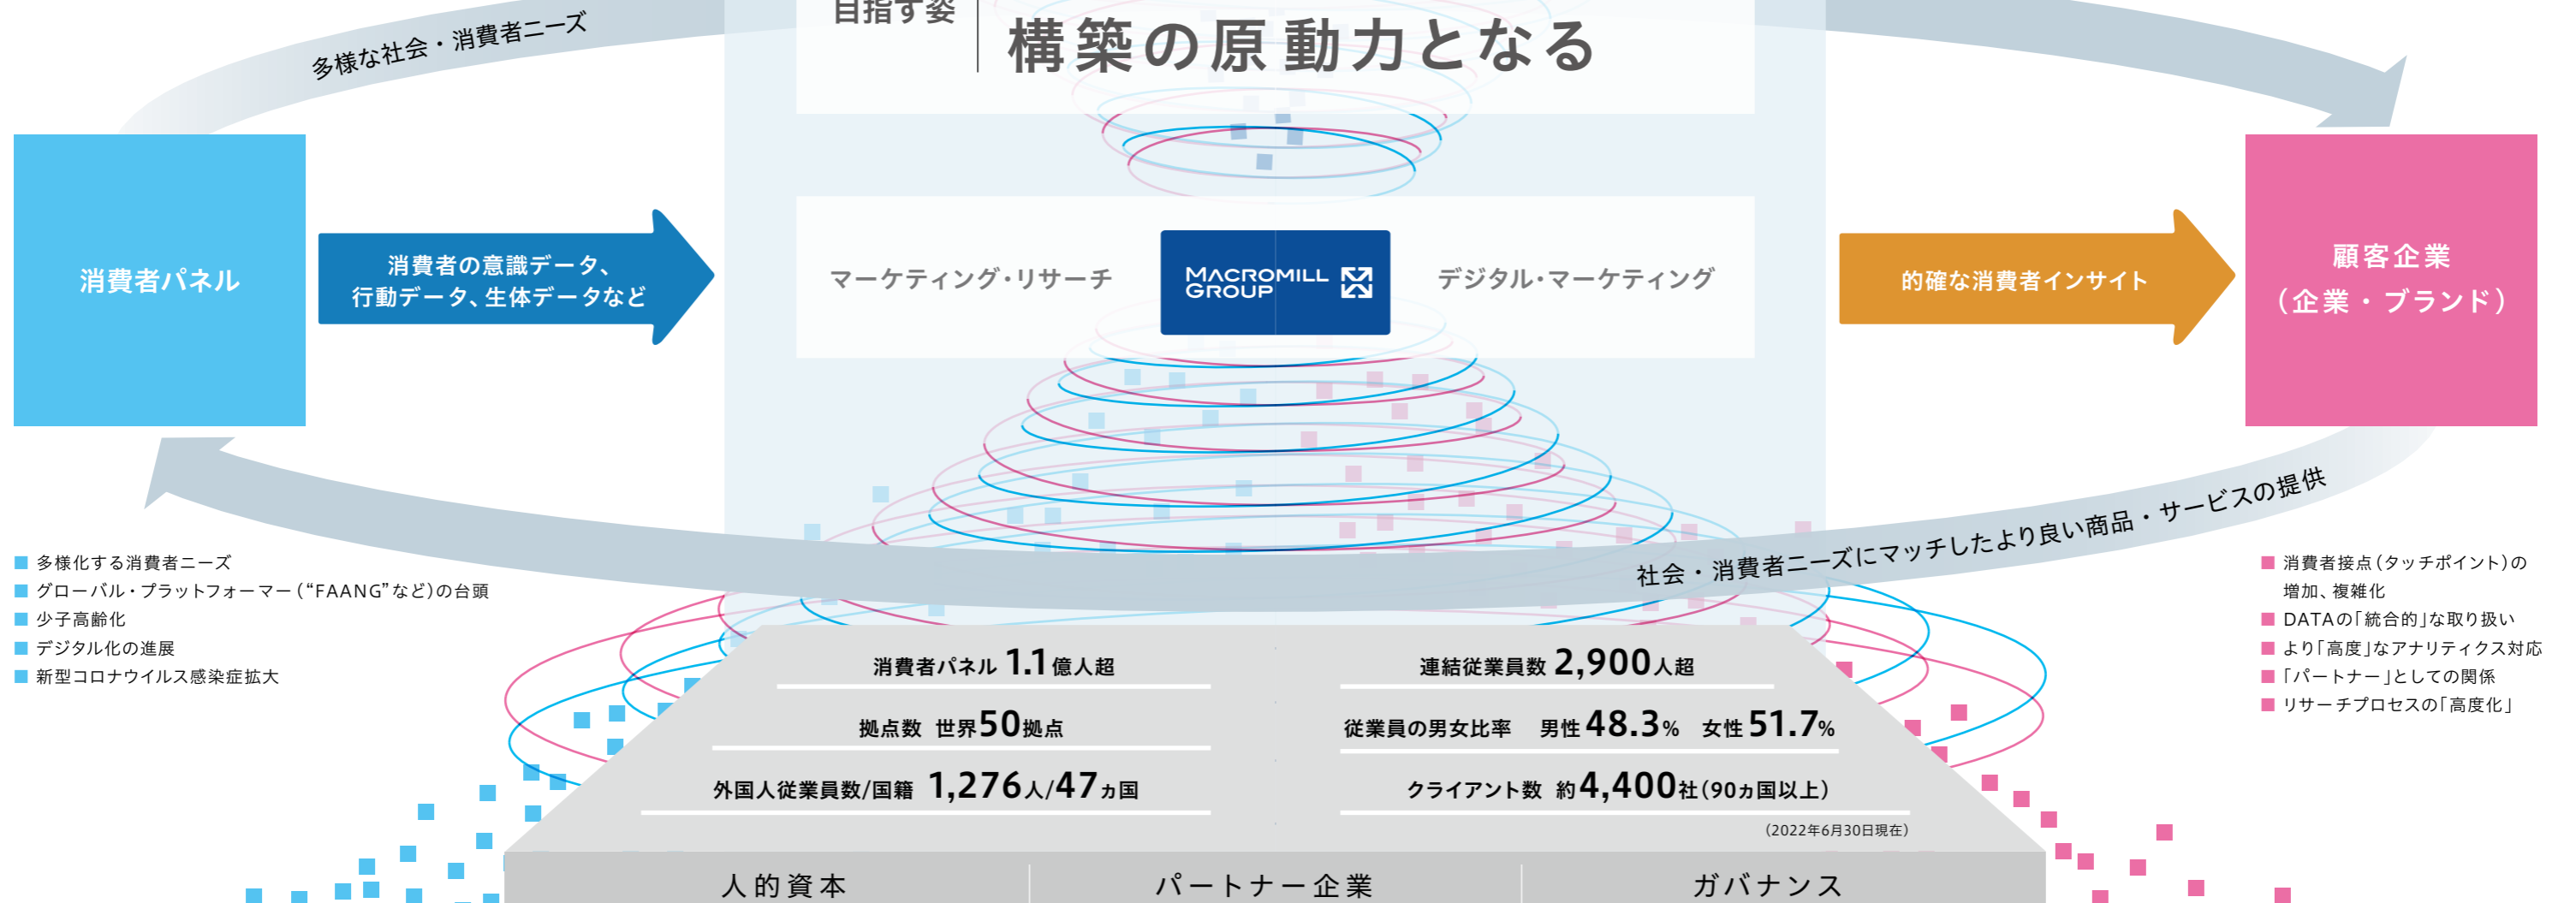 目指す姿
構築の原動力となる
多様な社会・消費者ニーズ
消費者パネル
消費者の意識データ、
行動データ、生体データなど
マーケティング・リサーチ
MACROMILL
GROUP
デジタル・マーケティング
的確な消費者インサイト
顧客企業
（企業・ブランド）
社会・消費者ニーズにマッチしたより良い商品・サービスの提供
多様化する消費者ニーズ
グローバル・プラットフォーマー（“FAANG”など）の台頭
少子高齢化
デジタル化の進展
新型コロナウイルス感染症拡大
消費者接点（タッチポイント）の
増加、複雑化
DATAの「統合的」な取り扱い
より「高度」なアナリティクス対応
「パートナー」としての関係
リサーチプロセスの「高度化」
消費者パネル 1.1億人超
連結従業員数 2,900人超
拠点数 世界50拠点
従業員の男女比率 男性48.3% 女性51.7%
外国人従業員数/国籍 1,276人/47ヵ国
クライアント数 約4,400社（90ヵ国以上）
（2022年6月30日現在）
人的資本
パートナー企業
ガバナンス